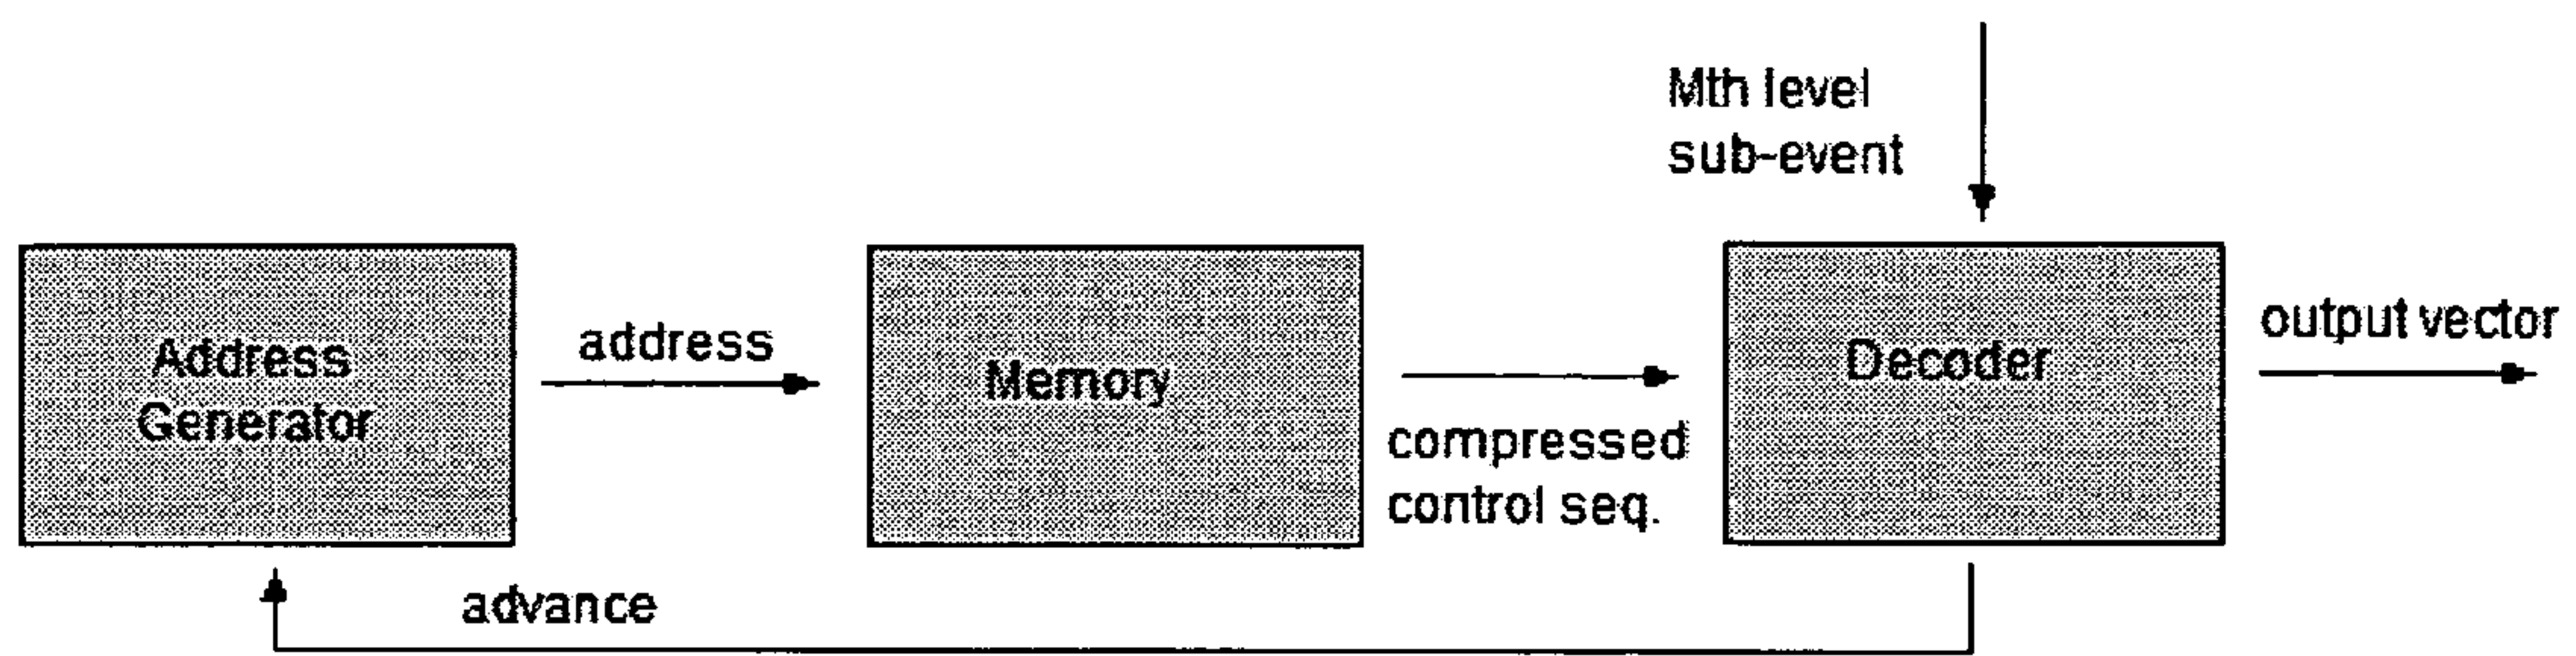 Mth level
sub-event
Address
Generator
address
Memory
compressed
control seq.
Decoder
output vector
advance